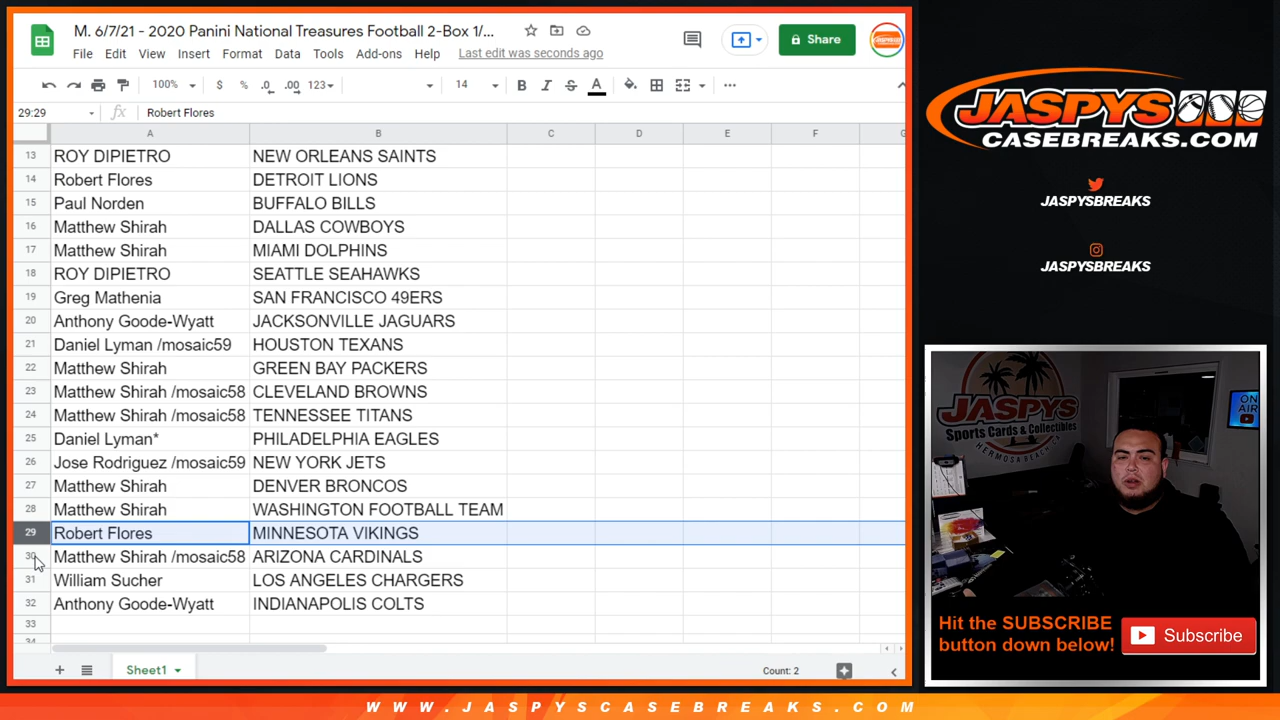 M. 6/7/21 - 2020 Panini National Treasures Football 2-Box 1/...
File Edit View Insert Format Data Tools Add-ons Help Last edit was seconds ago
Share
100% $ % .0 .00 123 14 B I S A
29:29 fx Robert Flores
A B C D E F G
13 ROY DIPIETRO NEW ORLEANS SAINTS
14 Robert Flores DETROIT LIONS
15 Paul Norden BUFFALO BILLS
16 Matthew Shirah DALLAS COWBOYS
17 Matthew Shirah MIAMI DOLPHINS
18 ROY DIPIETRO SEATTLE SEAHAWKS
19 Greg Mathenia SAN FRANCISCO 49ERS
20 Anthony Goode-Wyatt JACKSONVILLE JAGUARS
21 Daniel Lyman /mosaic59 HOUSTON TEXANS
22 Matthew Shirah GREEN BAY PACKERS
23 Matthew Shirah /mosaic58 CLEVELAND BROWNS
24 Matthew Shirah /mosaic58 TENNESSEE TITANS
25 Daniel Lyman* PHILADELPHIA EAGLES
26 Jose Rodriguez /mosaic59 NEW YORK JETS
27 Matthew Shirah DENVER BRONCOS
28 Matthew Shirah WASHINGTON FOOTBALL TEAM
29 Robert Flores MINNESOTA VIKINGS
30 Matthew Shirah /mosaic58 ARIZONA CARDINALS
31 William Sucher LOS ANGELES CHARGERS
32 Anthony Goode-Wyatt INDIANAPOLIS COLTS
33
34
Sheet1 Count: 2
JASPYS
CASEBREAKS.COM
JASPYSBREAKS
JASPYSBREAKS
JASPYS
Sports Cards & Collectibles
HERMOSA BEACH, CA
ON
AIR
Hit the SUBSCRIBE
button down below!
Subscribe
WWW.JASPYSCASEBREAKS.COM